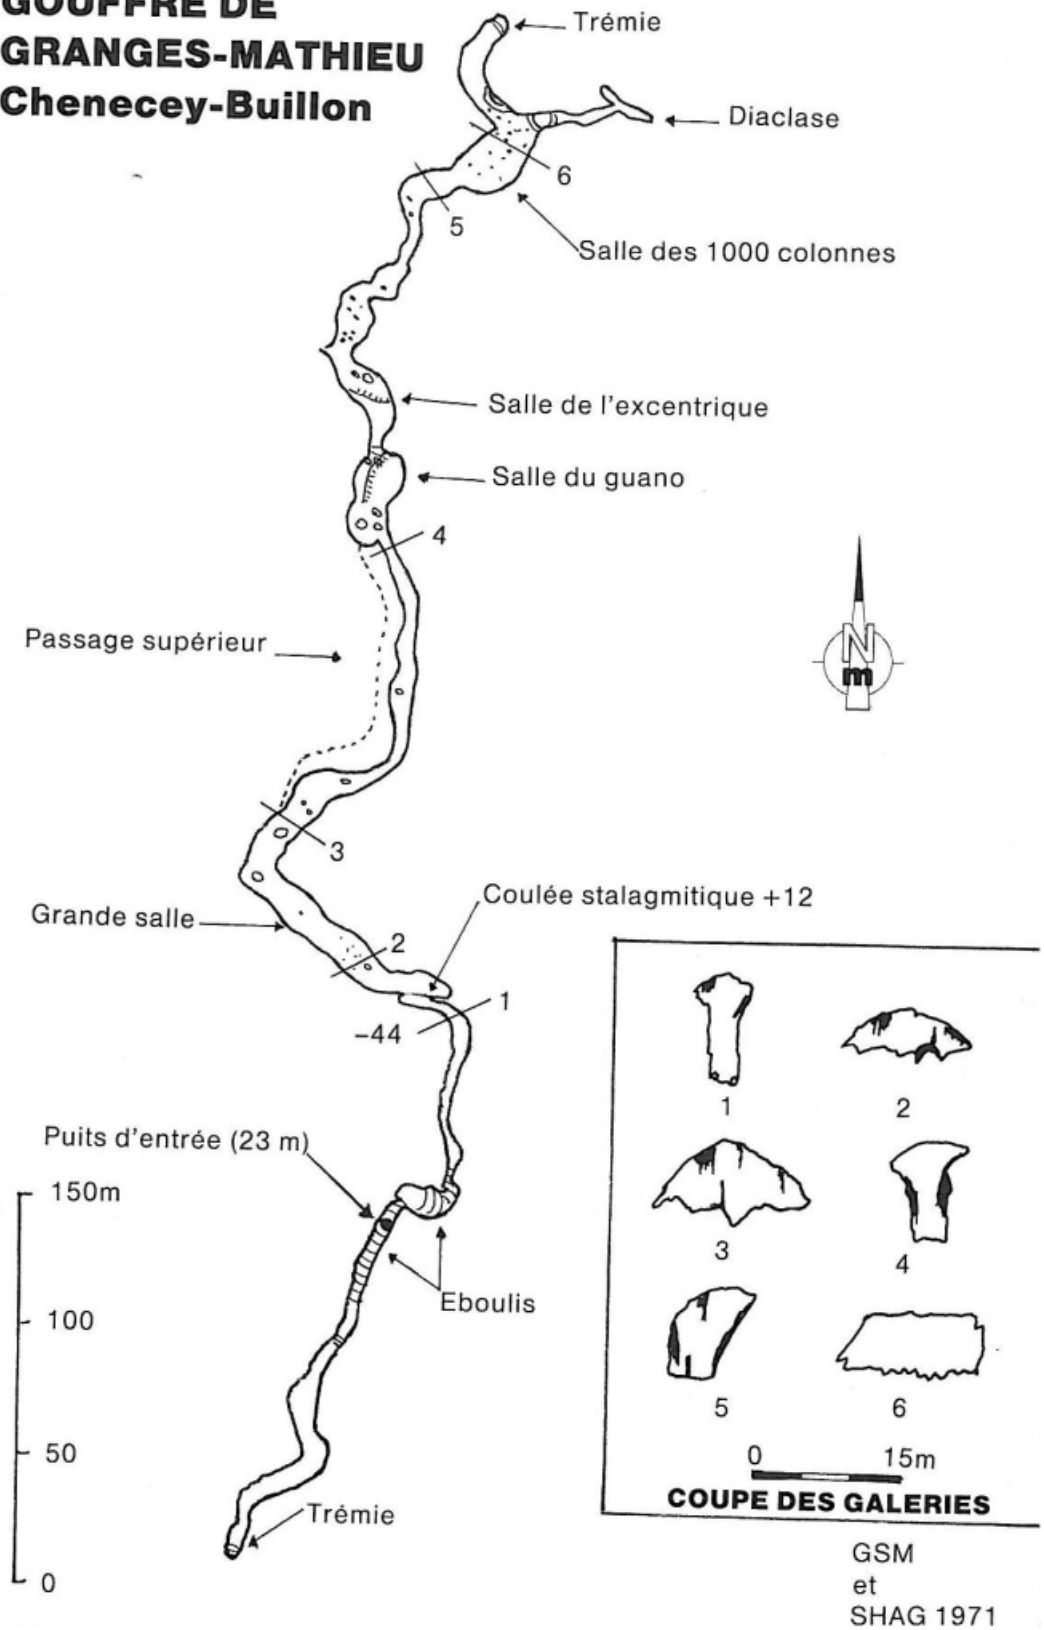 GOUFFRE DE
GRANGES-MATHIEU
Chenecey-Buillon
Trémie
Diaclase
6
5
Salle des 1000 colonnes
Salle de l'excentrique
Salle du guano
4
N
m
Passage supérieur
3
Grande salle
Coulée stalagmitique +12
2
1
-44
Puits d'entrée (23 m)
150m
100
50
0
Eboulis
Trémie
1
2
3
4
5
6
0 15m
COUPE DES GALERIES
GSM
et
SHAG 1971